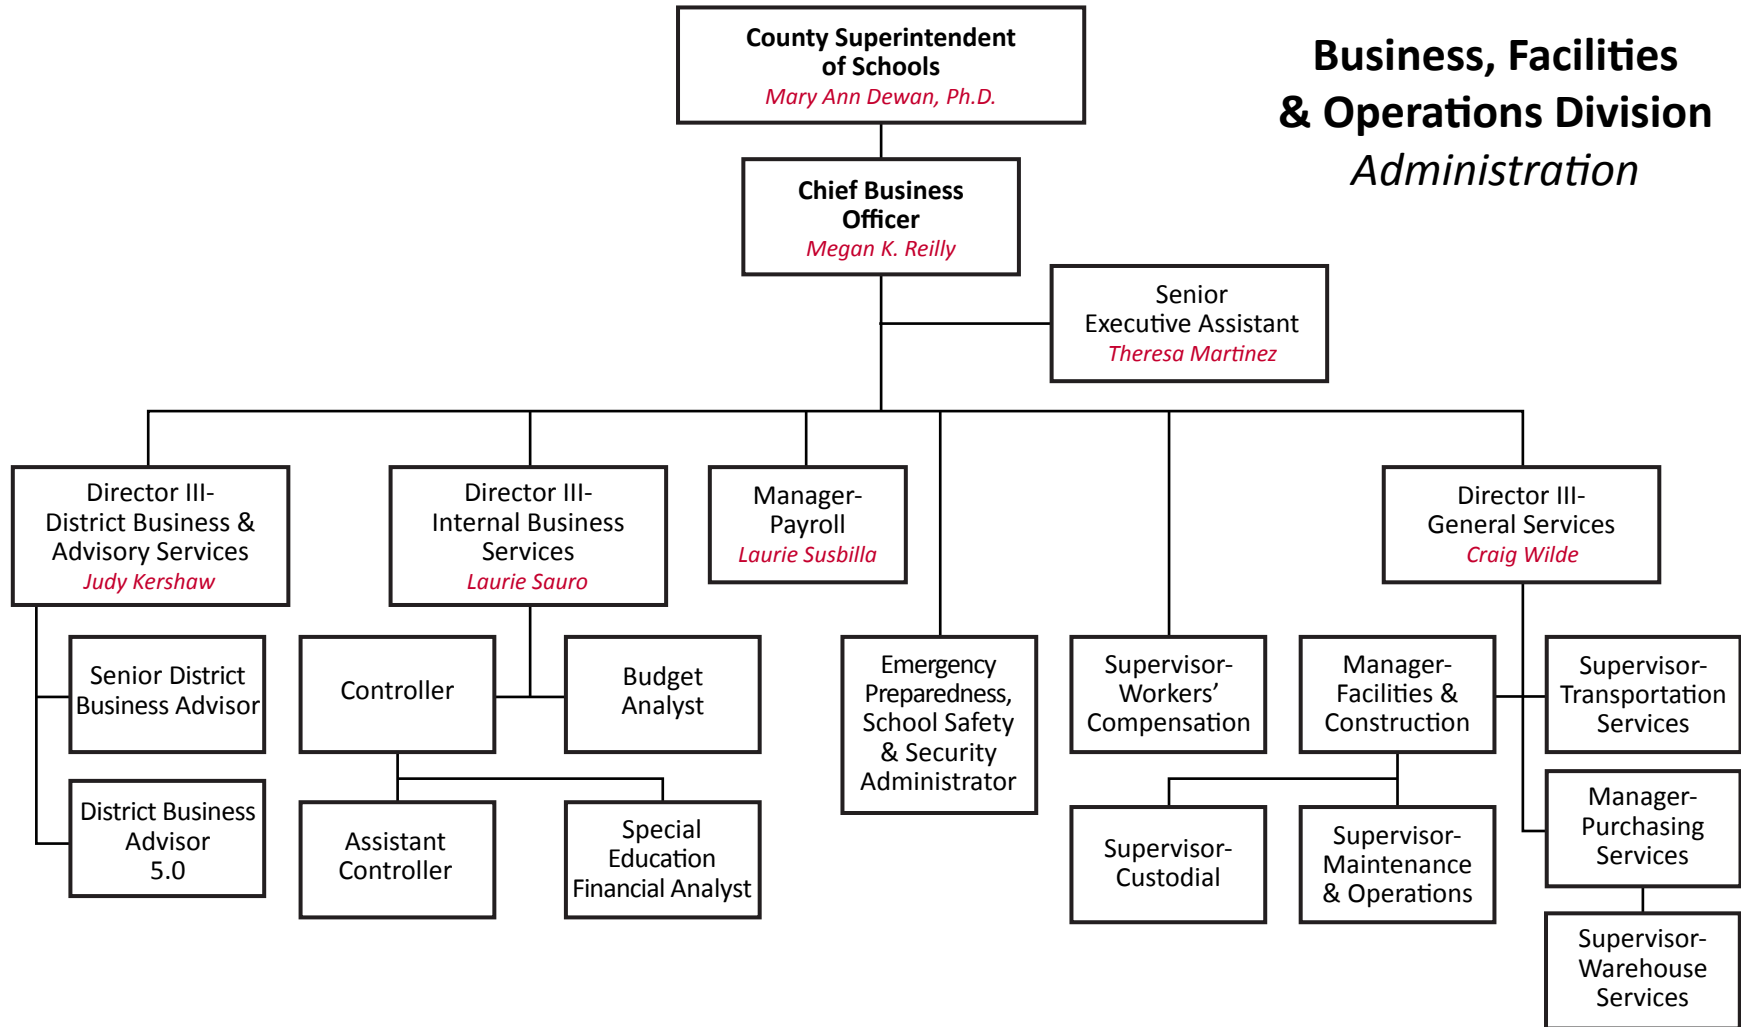 Business, Facilities
& Operations Division
Administration
County Superintendent
of Schools
Mary Ann Dewan, Ph.D.
Chief Business
Officer
Megan K. Reilly
Senior
Executive Assistant
Theresa Martinez
Director III-
District Business &
Advisory Services
Judy Kershaw
Director III-
Internal Business
Services
Laurie Sauro
Manager-
Payroll
Laurie Susbilla
Director III-
General Services
Craig Wilde
Senior District
Business Advisor
District Business
Advisor
5.0
Controller
Budget
Analyst
Assistant
Controller
Special
Education
Financial Analyst
Emergency
Preparedness,
School Safety
& Security
Administrator
Supervisor-
Workers’
Compensation
Manager-
Facilities &
Construction
Supervisor-
Transportation
Services
Supervisor-
Custodial
Supervisor-
Maintenance
& Operations
Manager-
Purchasing
Services
Supervisor-
Warehouse
Services